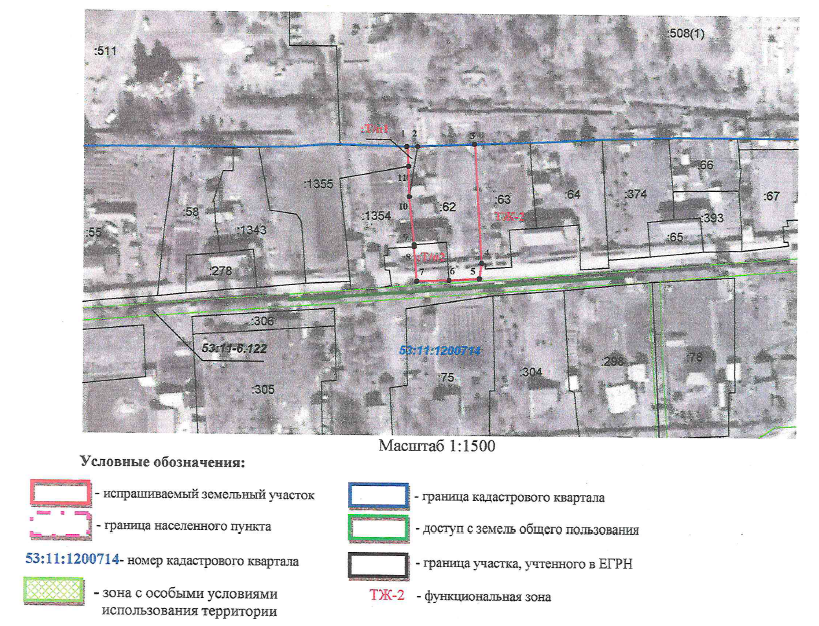 :508(1)
:511
1 2 3
:Тм1
11
:66
:1355
:58
10
:62
:63
:64
:374
:67
:1354
ТЖ-2
:393
:55
:1343
:65
8
4
:278
7 6 5
:306
53:11-6.122
53:11:1200714
:75
:304
:298
:78
:305
Масштаб 1:1500
Условные обозначения:
- испрашиваемый земельный участок
- граница кадастрового квартала
- граница населенного пункта
- доступ с земель общего пользования
53:11:1200714- номер кадастрового квартала
- граница участка, учтенного в ЕГРН
- зона с особыми условиями
использования территории
ТЖ-2 - функциональная зона